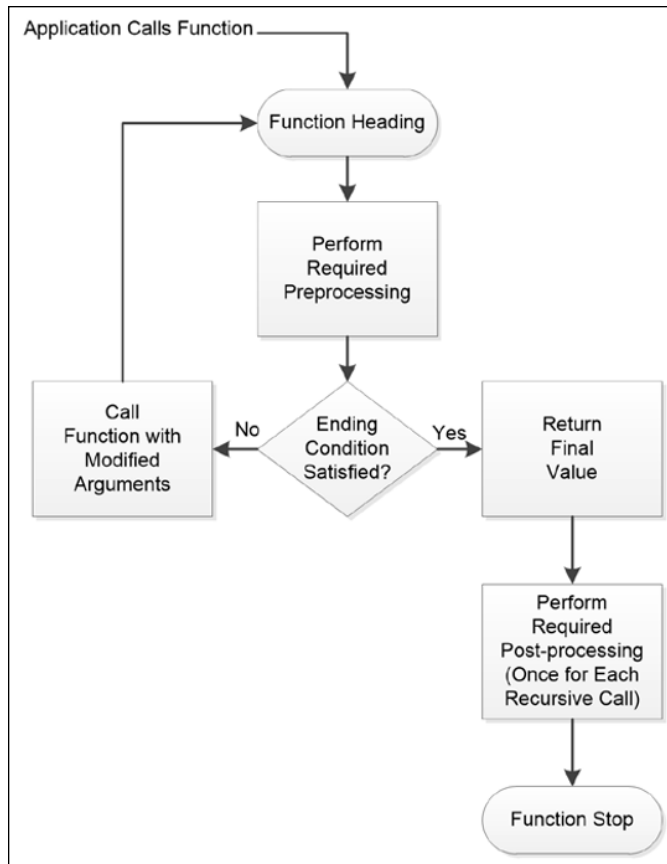 Application Calls Function
Function Heading
Perform
Required
Preprocessing
Call
Function with
Modified
Arguments
No
Ending
Condition
Satisfied?
Yes
Return
Final
Value
Perform
Required
Post-processing
(Once for Each
Recursive Call)
Function Stop